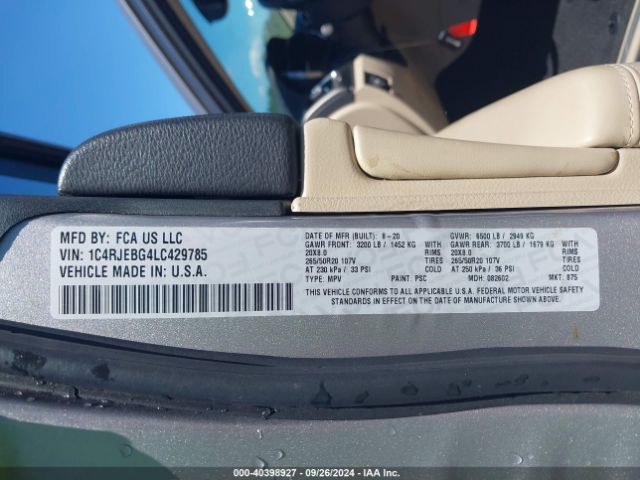 MFD BY: FCA US LLC
VIN: 1C4RJEBG4LC429785
VEHICLE MADE IN U.S.A.
DATE OF MFR (BUILT): 8-20 GVWR: 6500 LB / 2949 KG
GAWR FRONT: 3200 LB / 1452 KG GAWR REAR: 3700 LB / 1679 KG
20X8.0 RIMS 20X8.0 RIMS
265/50R20 107V TIRES 265/50R20 107V TIRES
AT 230 kPa / 33 PSI COLD AT 250 kPa / 36 PSI COLD
TYPE: MPV PAINT: PSC MDH: 082602 MKT: 875
THIS VEHICLE CONFORMS TO ALL APPLICABLE U.S.A. FEDERAL MOTOR VEHICLE SAFETY
STANDARDS IN EFFECT ON THE DATE OF MANUFACTURE SHOWN ABOVE.
000-40398927 / 09/26/2024 - IAA Inc.